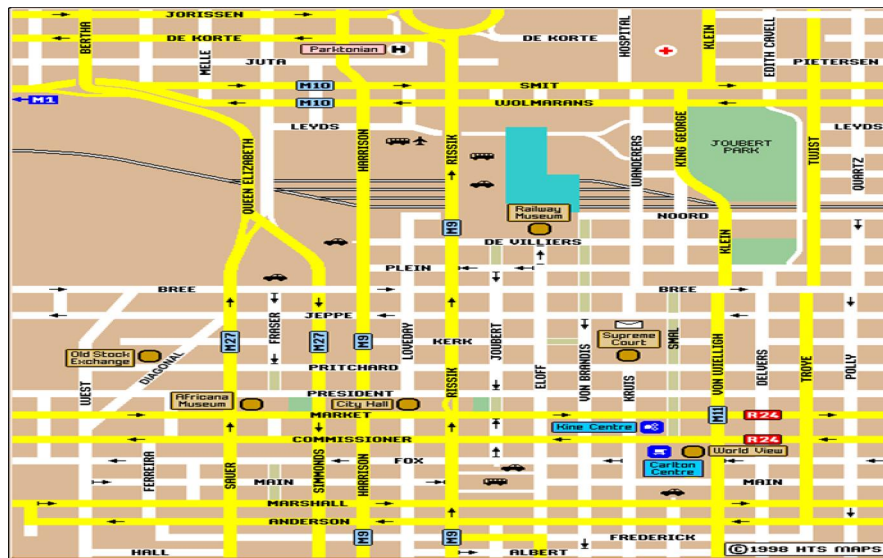 JORISSEN
BERTHA
DE KORTE
DE KORTE
HOSPITAL
KLEIN
EDITH CAVELL
Parktonian
H
MELLE
JUTA
PIETERSEN
M10
SMIT
M1
M10
WOLMARANS
LEYDS
LEYDS
QUEEN ELIZABETH
HARRISON
RISSIK
WANDERERS
KING GEORGE
JOUBERT
PARK
TWIST
QUARTZ
Railway
Museum
NOORD
M9
KLEIN
DE VILLIERS
PLEIN
BREE
BREE
FRASER
JEPPE
M27
M27
M9
LOVEDAY
KERK
JOUBERT
Supreme
Court
SMAL
VON WIELLIGH
DELVERS
TROYE
POLLY
Old Stock
Exchange
DIAGONAL
PRITCHARD
WEST
RISSIK
ELOFF
VON BRANDIS
KRUIS
PRESIDENT
Africana
Museum
City Hall
MARKET
M11
R24
Kine Centre
COMMISSIONER
R24
World View
Carlton
Centre
FERREIRA
SAUER
SIMMONDS
HARRISON
FOX
MAIN
MAIN
MARSHALL
ANDERSON
M9
M9
FREDERICK
HALL
ALBERT
©1998 HTS MAPS